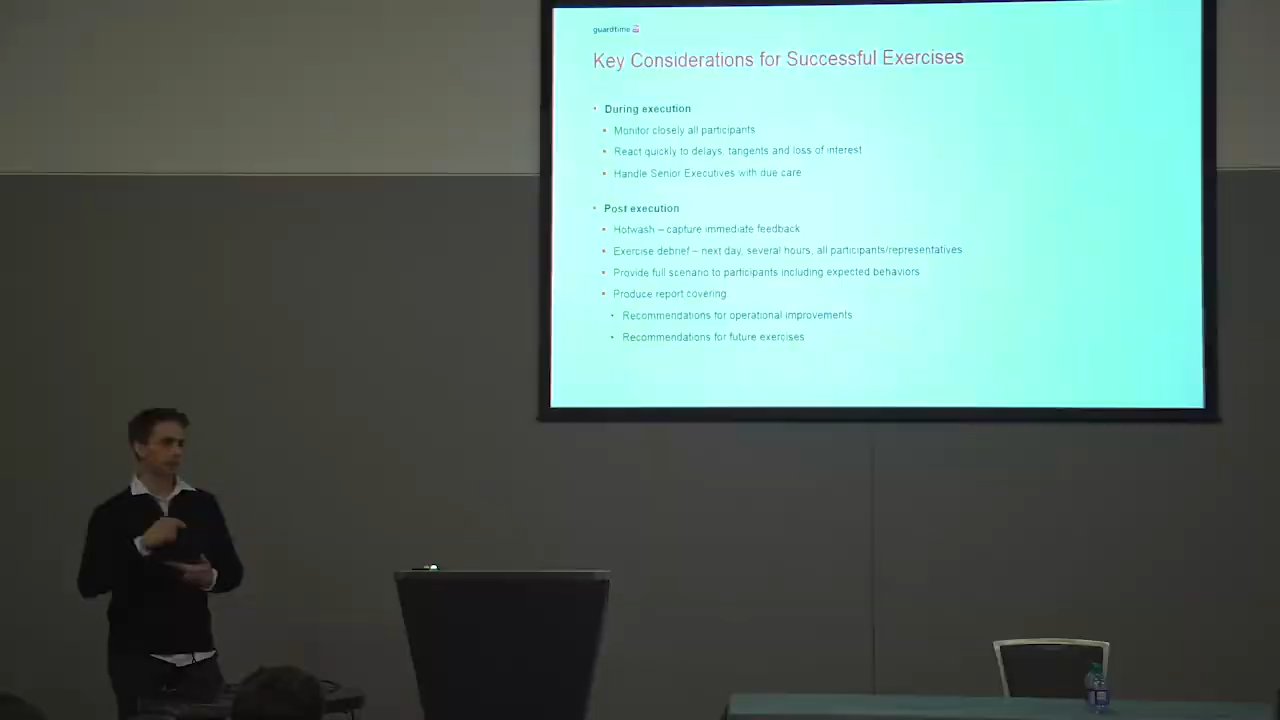 guardtime
Key Considerations for Successful Exercises
• During execution
• Monitor closely all participants
• React quickly to delays, tangents and loss of interest
• Handle Senior Executives with due care
• Post execution
• Hotwash – capture immediate feedback
• Exercise debrief – next day, several hours, all participants/representatives
• Provide full scenario to participants including expected behaviors
• Produce report covering
• Recommendations for operational improvements
• Recommendations for future exercises